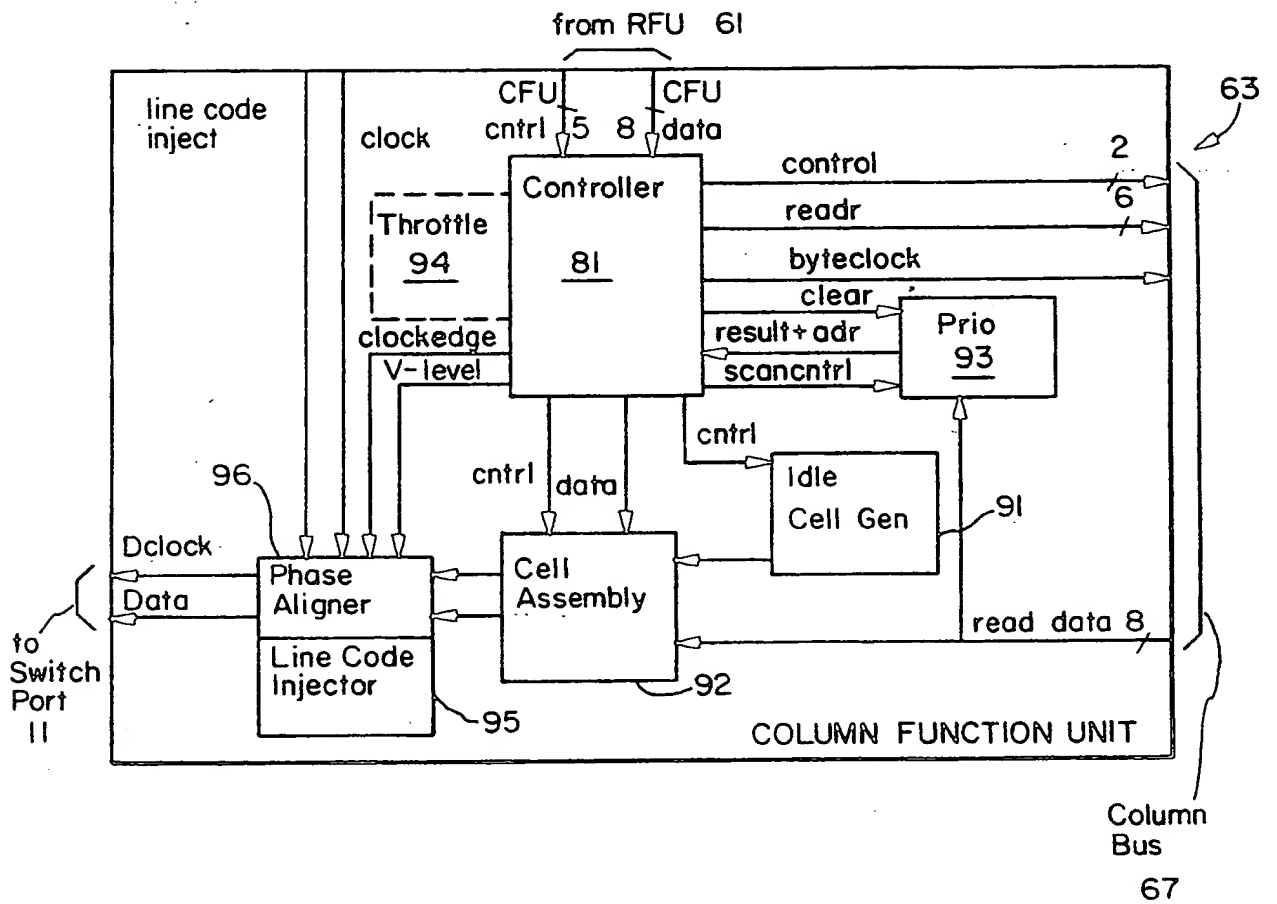 from RFU 61
line code
inject
clock
CFU
cntrl 5
CFU
8 data
63
Controller
81
Throttle
94
control 2
readr 6
byteclock
clear
result+adr
scancntrl
Prio
93
clockedge
V-level
cntrl
data
cntrl
Idle
Cell Gen
91
96
Dclock
Data
Phase
Aligner
Cell
Assembly
92
read data 8
to
Switch
Port
11
Line Code
Injector
95
COLUMN FUNCTION UNIT
Column
Bus
67